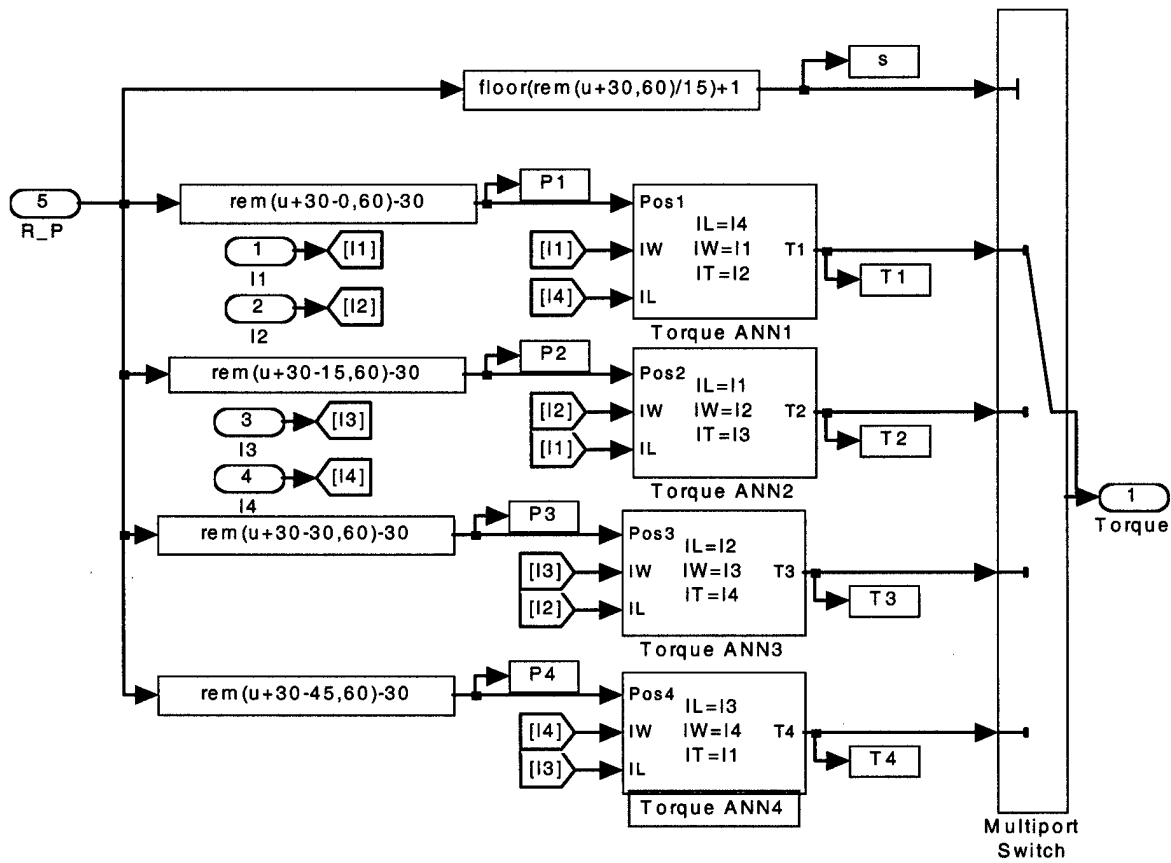 s
floor(rem(u+30,60)/15)+1
5
R_P
rem(u+30-0,60)-30
P1
Pos1
IW
IL
IL=I4
IW=I1
IT=I2
T1
[I1]
[I4]
T1
Torque ANN1
1
I1
[I1]
2
I2
[I2]
rem(u+30-15,60)-30
P2
Pos2
IW
IL
IL=I1
IW=I2
IT=I3
T2
[I2]
[I1]
T2
Torque ANN2
3
I3
[I3]
4
I4
[I4]
1
Torque
rem(u+30-30,60)-30
P3
Pos3
IW
IL
IL=I2
IW=I3
IT=I4
T3
[I3]
[I2]
T3
Torque ANN3
rem(u+30-45,60)-30
P4
Pos4
IW
IL
IL=I3
IW=I4
IT=I1
T4
[I4]
[I3]
T4
Torque ANN4
Multiport
Switch